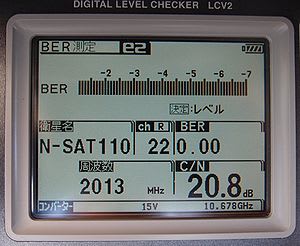 DIGITAL LEVEL CHECKER LCV2
BER測定 e2
-2 -3 -4 -5 -6 -7
BER
決定:レベル
衛星名 ch R BER
N-SAT110 22 0.00
周波数 C/N
2013 MHz 20.8 dB
コンバーター 15V 10.678GHz